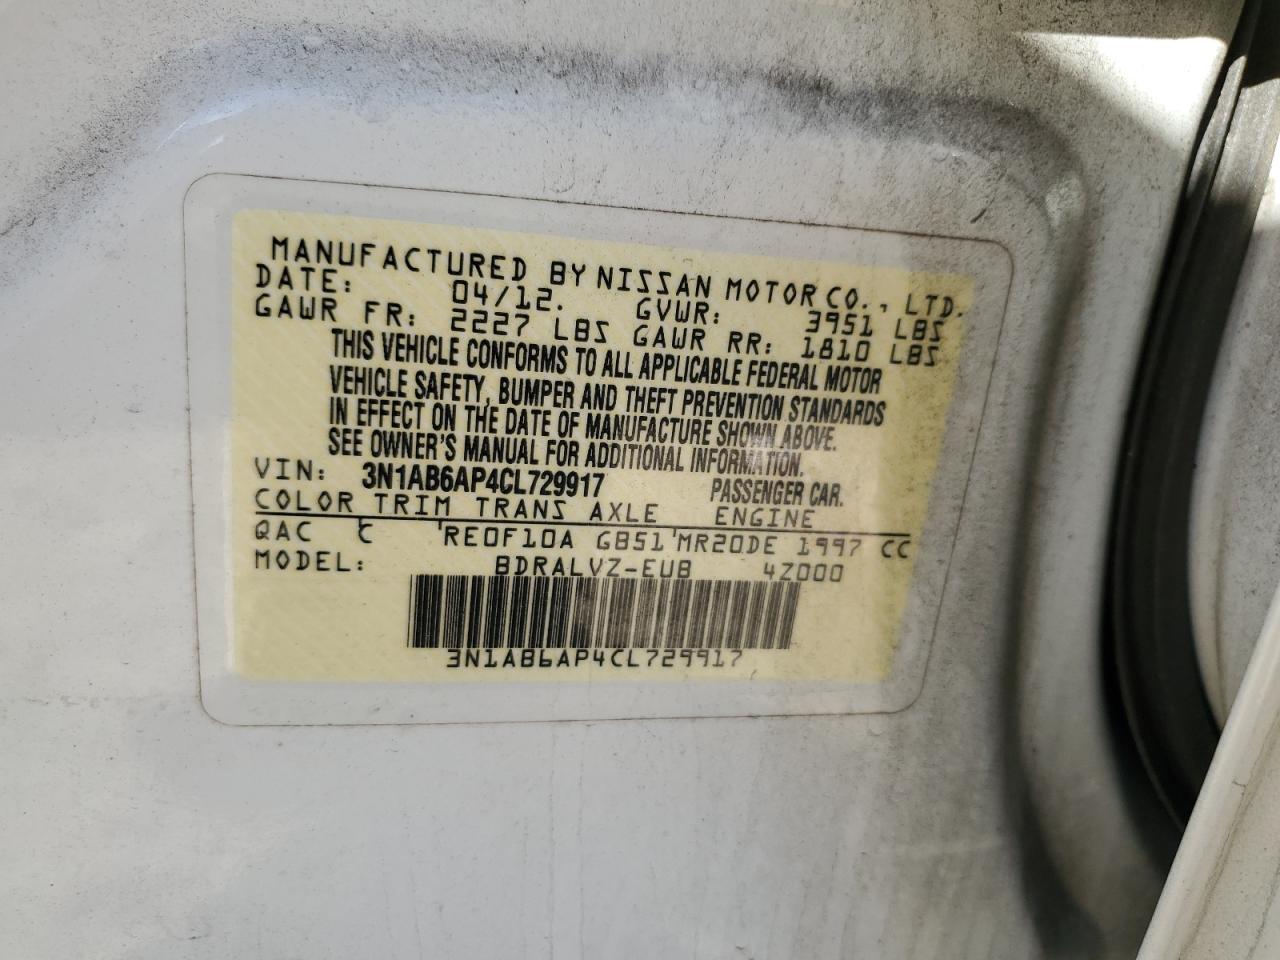 MANUFACTURED BY NISSAN MOTOR CO., LTD.
DATE: 04/12. GVWR: 3951 LBS
GAWR FR: 2227 LBS GAWR RR: 1810 LBS
THIS VEHICLE CONFORMS TO ALL APPLICABLE FEDERAL MOTOR
VEHICLE SAFETY, BUMPER AND THEFT PREVENTION STANDARDS
IN EFFECT ON THE DATE OF MANUFACTURE SHOWN ABOVE.
SEE OWNER'S MANUAL FOR ADDITIONAL INFORMATION.
VIN: 3N1AB6AP4CL729917 PASSENGER CAR.
COLOR TRIM TRANS AXLE ENGINE
QAC C RE0F10A GB51 MR20DE 1997 CC
MODEL: BDRALVZ-EUB 4Z000
3N1AB6AP4CL729917